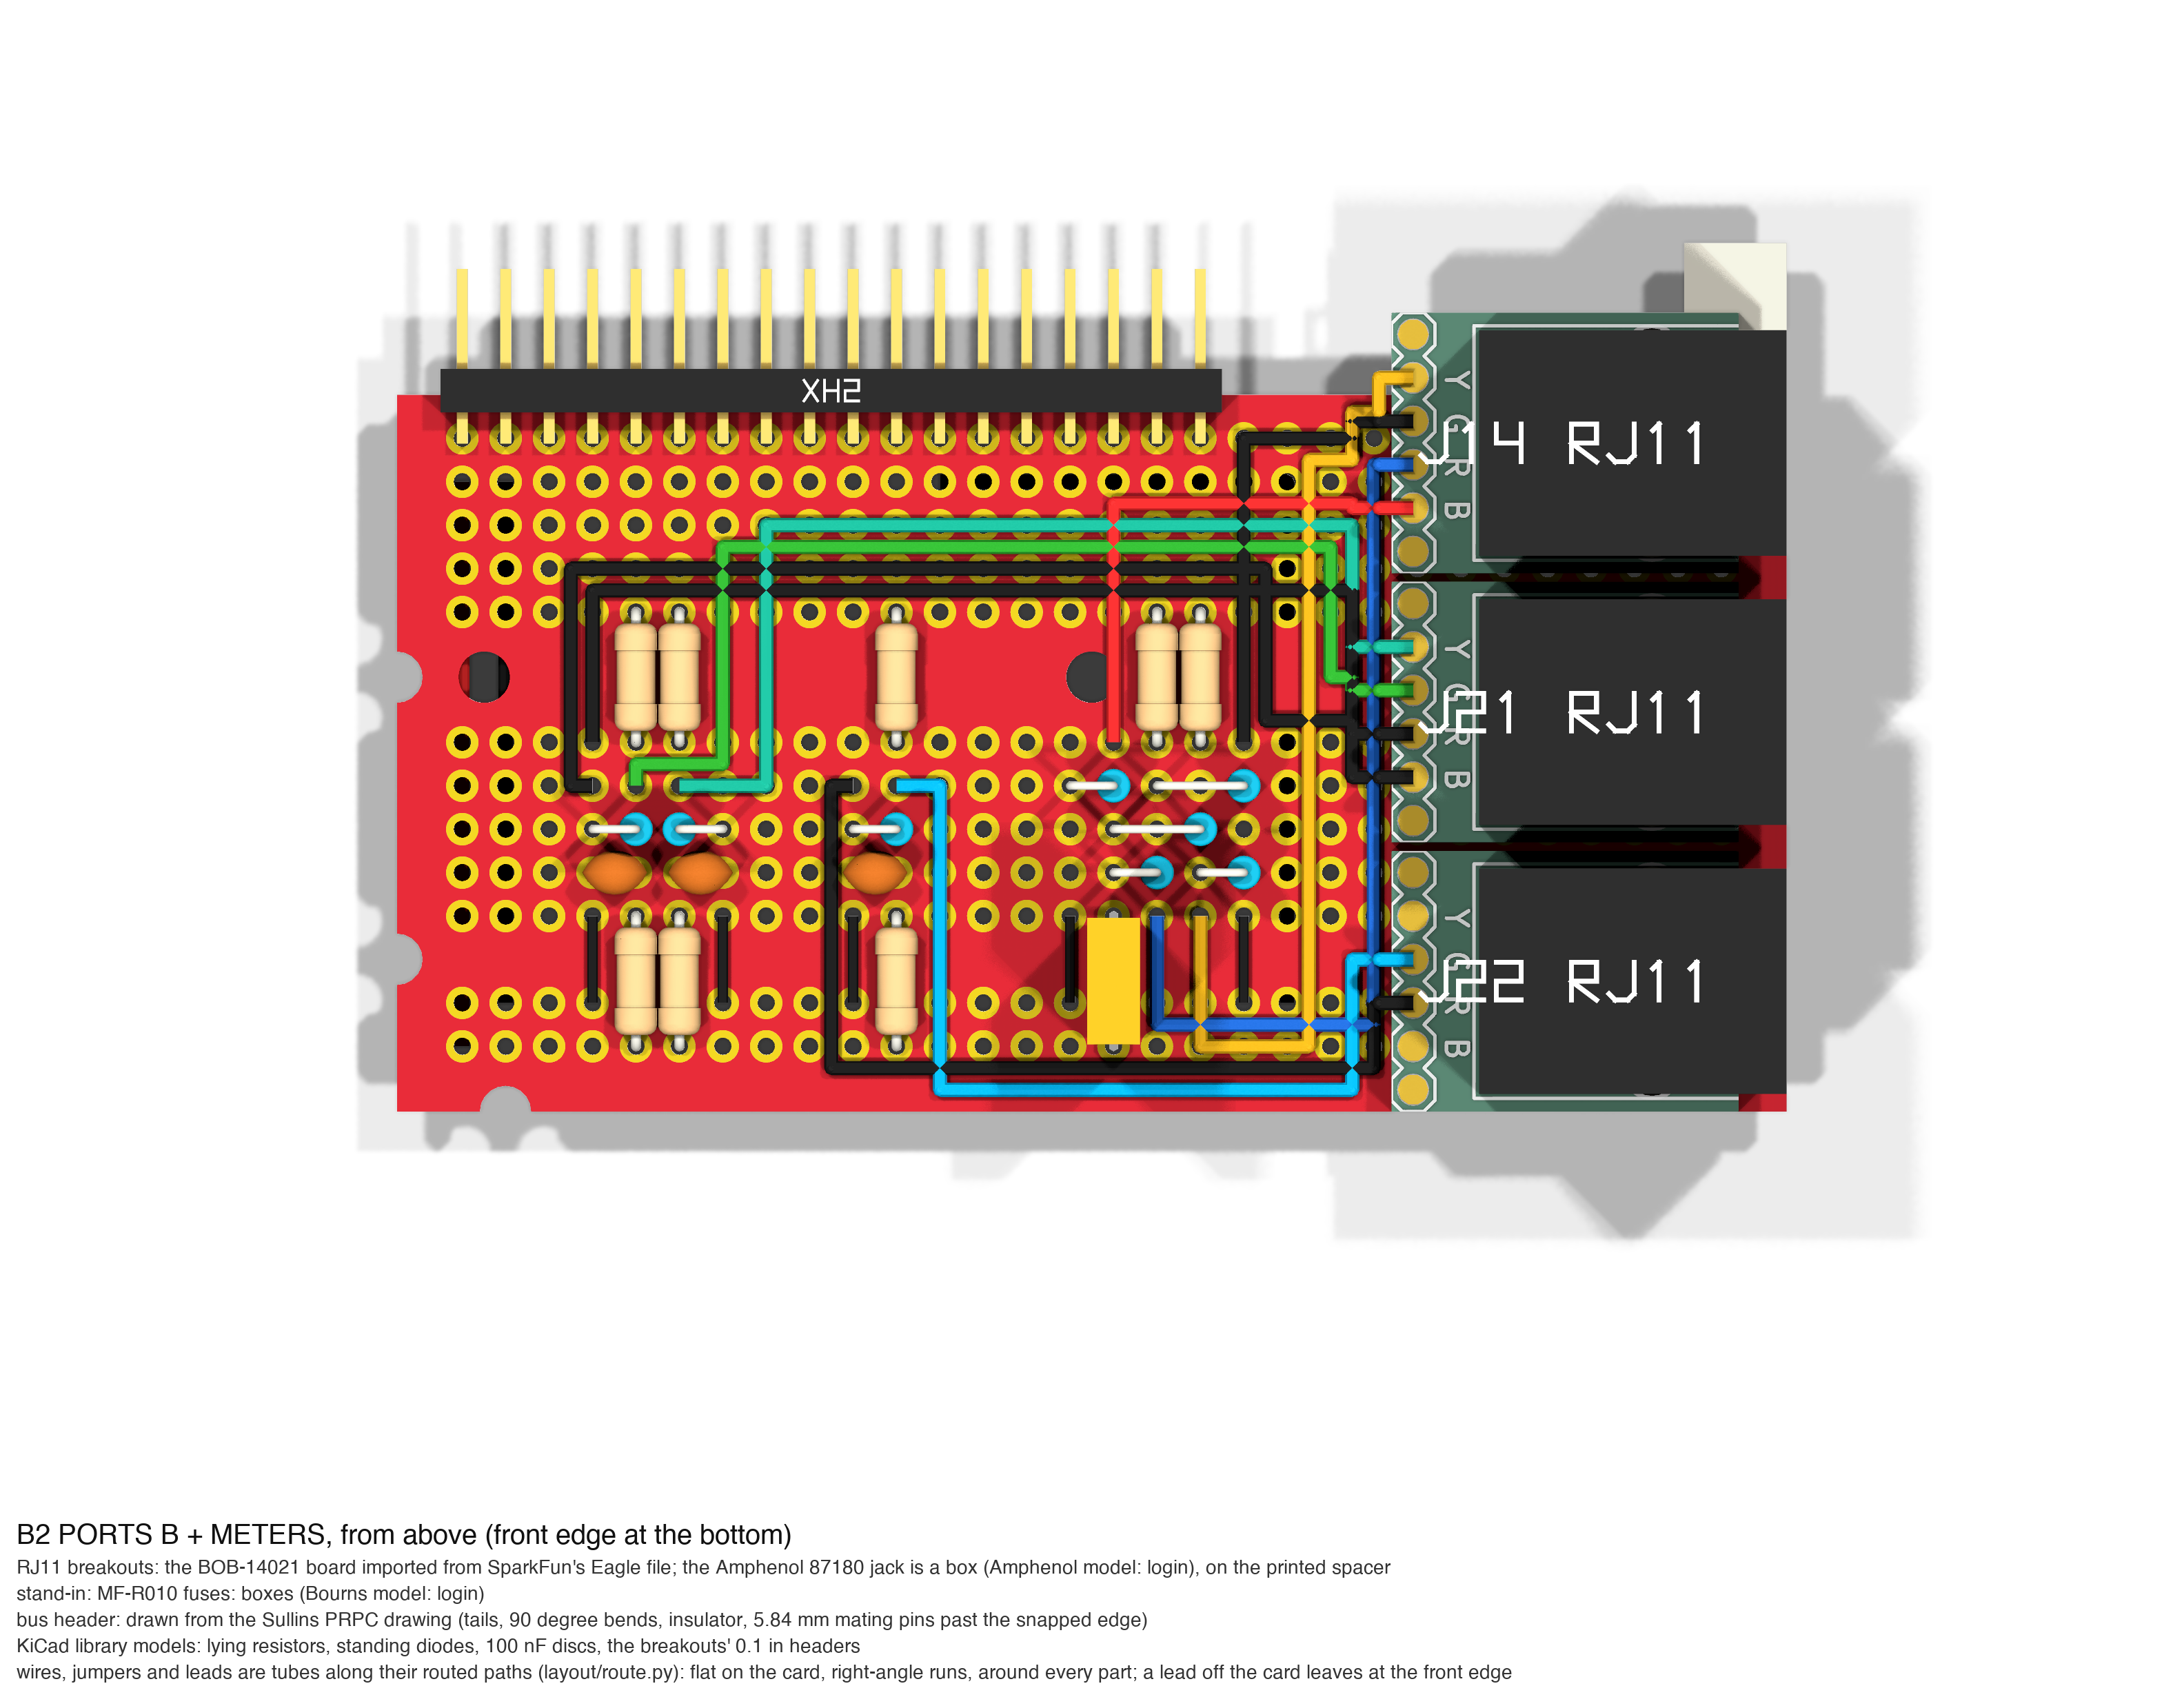 XH2
Y
G
R
B
J14 RJ11
Y
G
R
B
J21 RJ11
Y
G
R
B
J22 RJ11
B2 PORTS B + METERS, from above (front edge at the bottom)
RJ11 breakouts: the BOB-14021 board imported from SparkFun's Eagle file; the Amphenol 87180 jack is a box (Amphenol model: login), on the printed spacer
stand-in: MF-R010 fuses: boxes (Bourns model: login)
bus header: drawn from the Sullins PRPC drawing (tails, 90 degree bends, insulator, 5.84 mm mating pins past the snapped edge)
KiCad library models: lying resistors, standing diodes, 100 nF discs, the breakouts' 0.1 in headers
wires, jumpers and leads are tubes along their routed paths (layout/route.py): flat on the card, right-angle runs, around every part; a lead off the card leaves at the front edge